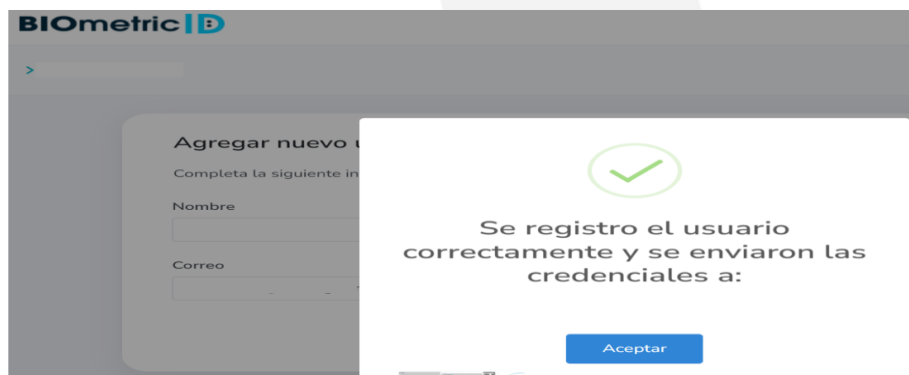 BIOmetric ID
>
Agregar nuevo u
Completa la siguiente in
Nombre
Correo
Se registro el usuario
correctamente y se enviaron las
credenciales a:
Aceptar